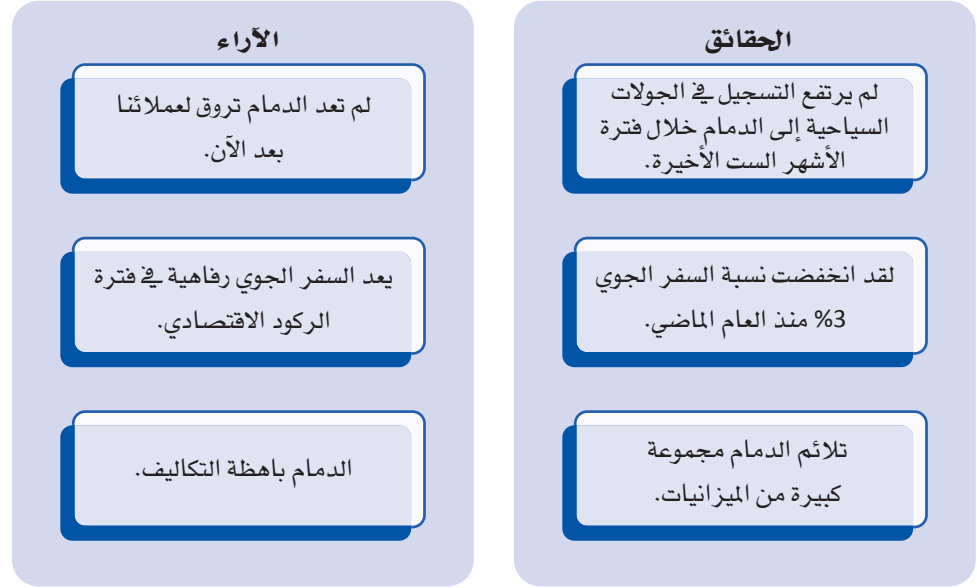 الحقائق
لم يرتفع التسجيل في الجولات
السياحية إلى الدمام خلال فترة
الأشهر الست الأخيرة.
لقد انخفضت نسبة السفر الجوي
3% منذ العام الماضي.
تلائم الدمام مجموعة
كبيرة من الميزانيات.
الآراء
لم تعد الدمام تروق لعملائنا
بعد الآن.
يعد السفر الجوي رفاهية في فترة
الركود الاقتصادي.
الدمام باهظة التكاليف.